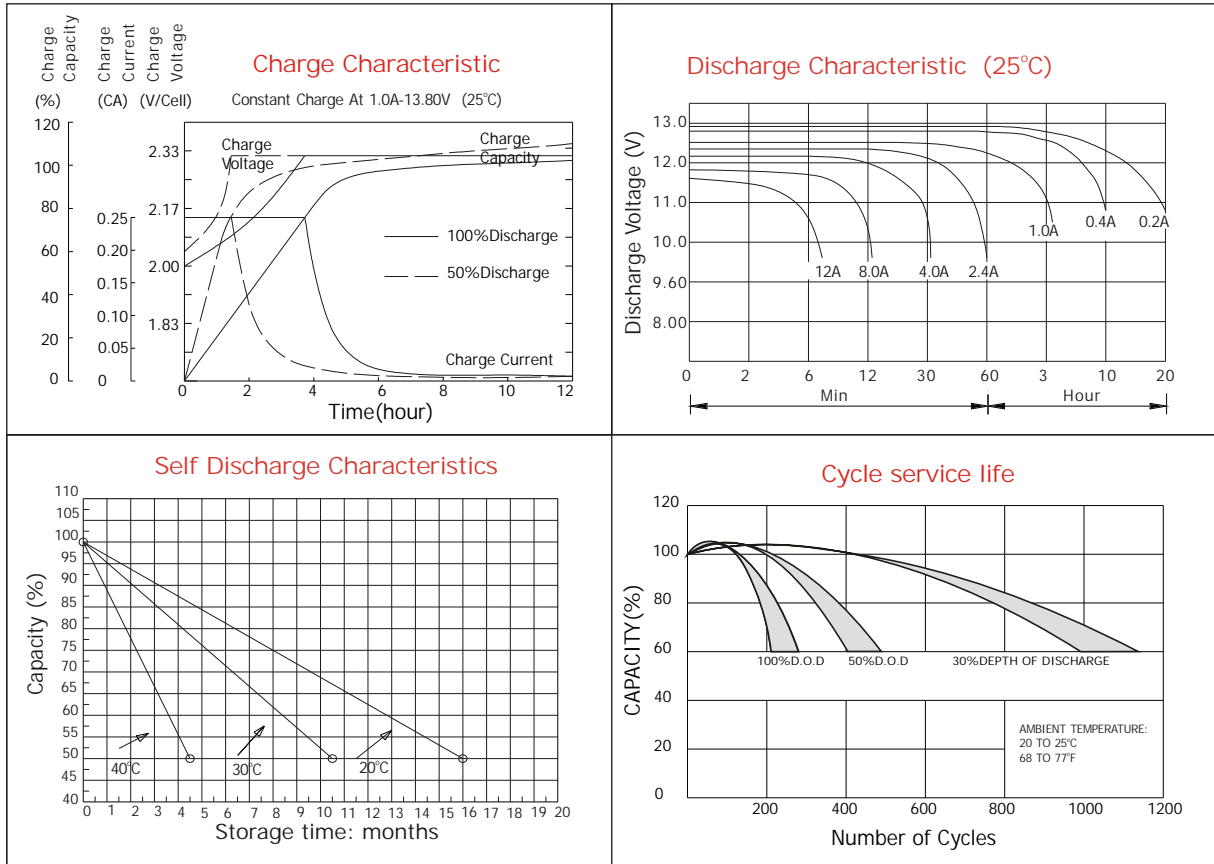 Charge Capacity
Charge Current
Charge Voltage
(%)
(CA)
(V/Cell)
Charge Characteristic
Constant Charge At 1.0A-13.80V (25°C)
120
100
80
60
40
20
0
0.25
0.20
0.15
0.10
0.05
0
2.33
2.17
2.00
1.83
Charge Voltage
Charge Capacity
100%Discharge
50%Discharge
Charge Current
0
2
4
6
8
10
12
Time(hour)
Discharge Characteristic (25°C)
Discharge Voltage (V)
13.0
12.0
11.0
10.0
9.60
8.00
12A
8.0A
4.0A
2.4A
1.0A
0.4A
0.2A
0
2
6
12
30
60
3
10
20
Min
Hour
Self Discharge Characteristics
Capacity (%)
110
105
100
95
90
85
80
75
70
65
60
55
50
45
40
40°C
30°C
20°C
0 1 2 3 4 5 6 7 8 9 10 11 12 13 14 15 16 17 18 19 20
Storage time: months
Cycle service life
CAPACITY(%)
120
100
80
60
40
20
0
100%D.O.D
50%D.O.D
30%DEPTH OF DISCHARGE
AMBIENT TEMPERATURE:
20 TO 25°C
68 TO 77°F
200
400
600
800
1000
1200
Number of Cycles